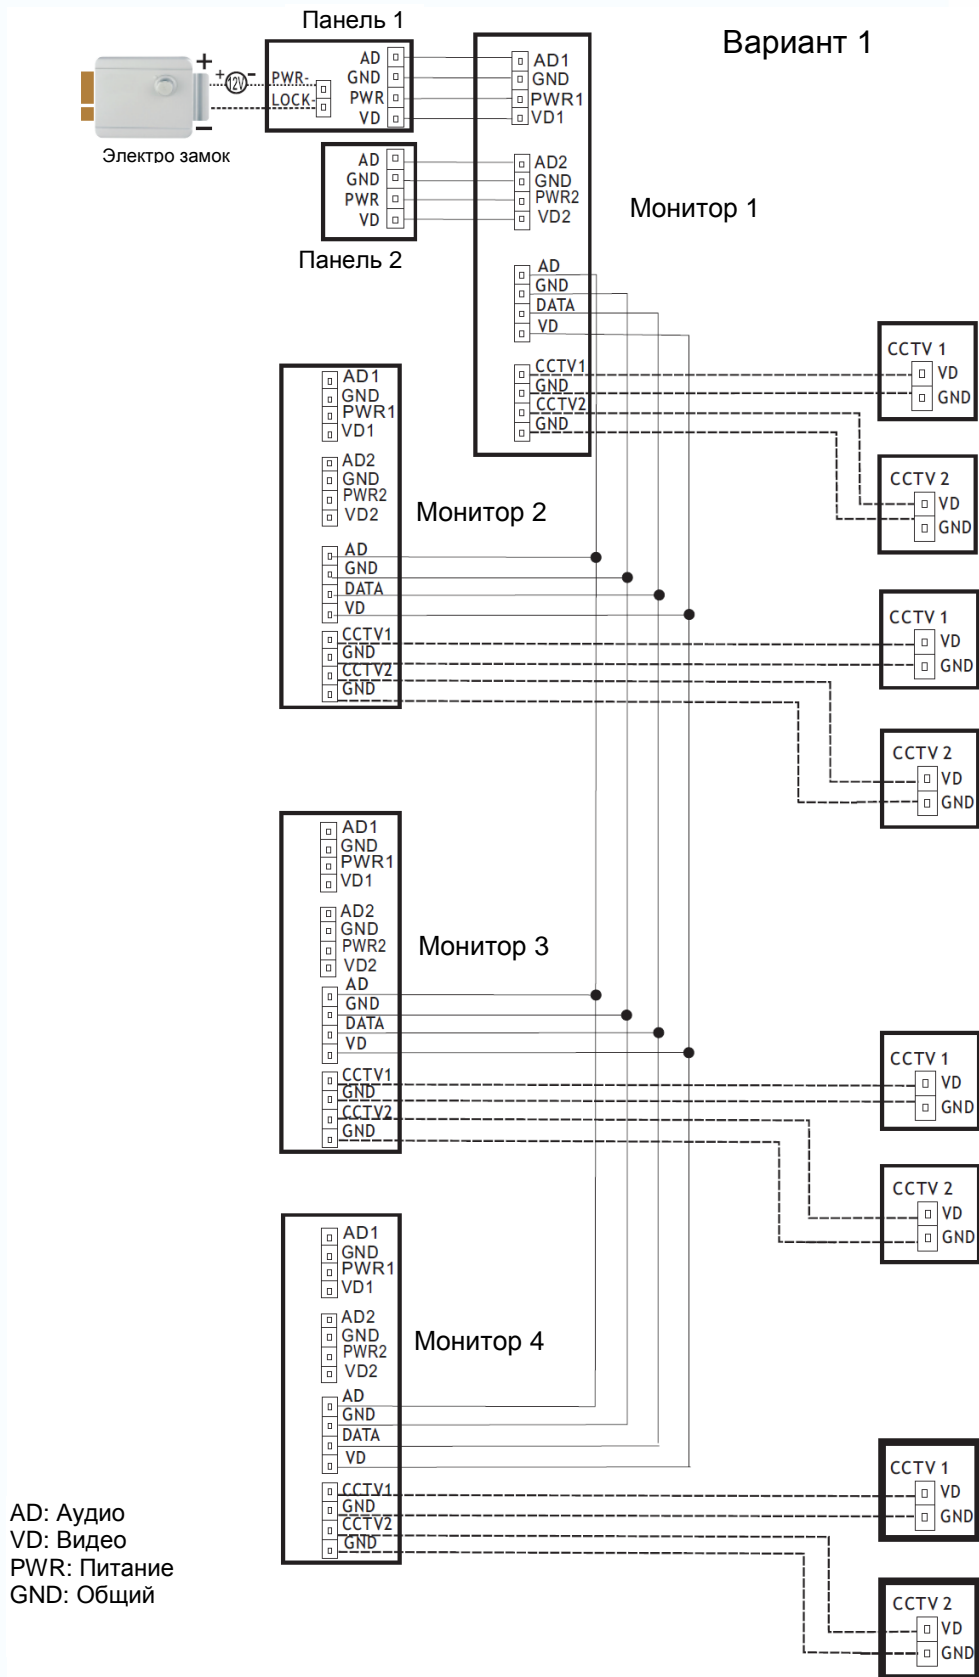 Панель 1
Вариант 1
+
+ 12V -
PWR-
LOCK-
−
Электро замок
AD
GND
PWR
VD
AD1
GND
PWR1
VD1
AD
GND
PWR
VD
Панель 2
AD2
GND
PWR2
VD2
Монитор 1
AD
GND
DATA
VD
CCTV1
GND
CCTV2
GND
CCTV 1
VD
GND
CCTV 2
VD
GND
AD1
GND
PWR1
VD1
AD2
GND
PWR2
VD2
Монитор 2
AD
GND
DATA
VD
CCTV1
GND
CCTV2
GND
CCTV 1
VD
GND
CCTV 2
VD
GND
AD1
GND
PWR1
VD1
AD2
GND
PWR2
VD2
Монитор 3
AD
GND
DATA
VD
CCTV1
GND
CCTV2
GND
CCTV 1
VD
GND
CCTV 2
VD
GND
AD1
GND
PWR1
VD1
AD2
GND
PWR2
VD2
Монитор 4
AD
GND
DATA
VD
CCTV1
GND
CCTV2
GND
CCTV 1
VD
GND
CCTV 2
VD
GND
AD: Аудио
VD: Видео
PWR: Питание
GND: Общий